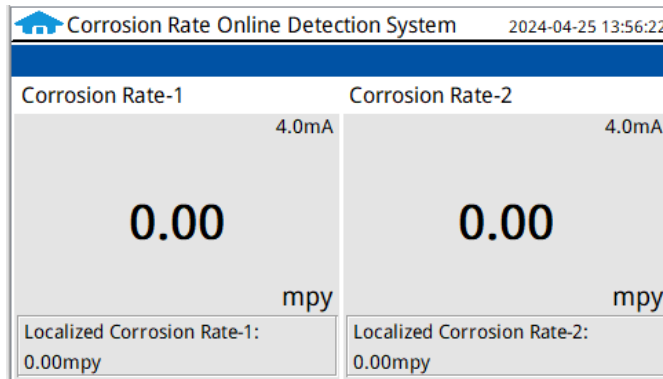 Corrosion Rate Online Detection System 2024-04-25 13:56:22
Corrosion Rate-1 Corrosion Rate-2
4.0mA 4.0mA
0.00 0.00
mpy mpy
Localized Corrosion Rate-1: Localized Corrosion Rate-2:
0.00mpy 0.00mpy